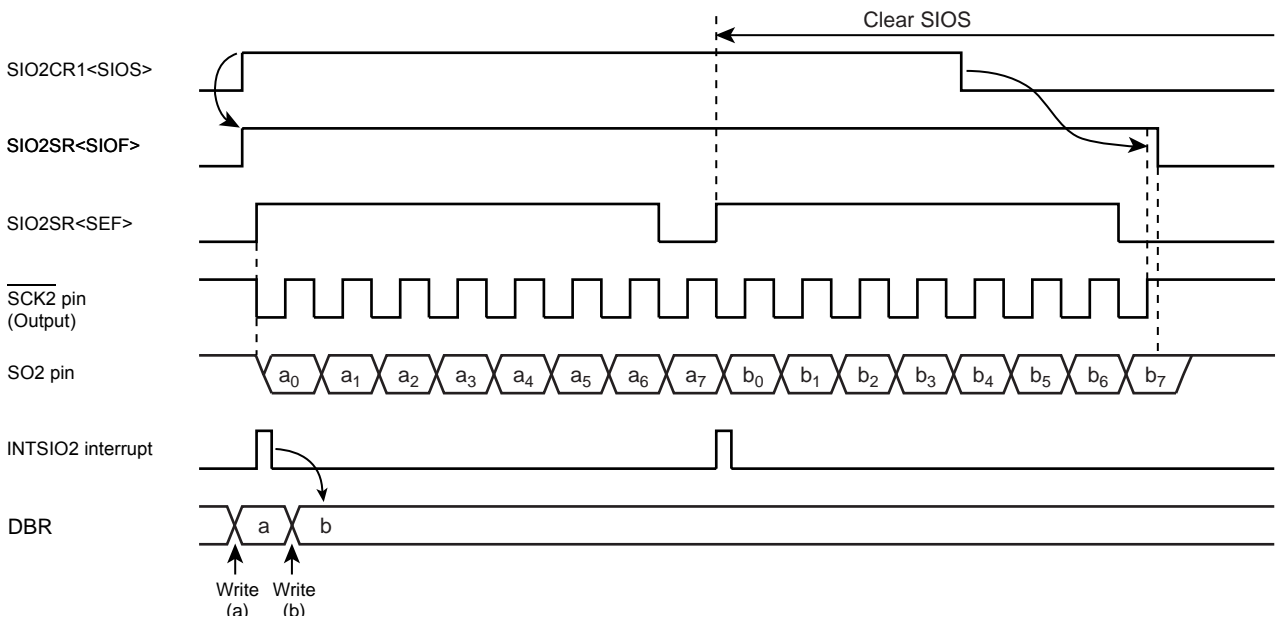 Clear SIOS
SIO2CR1<SIOS>
SIO2SR<SIOF>
SIO2SR<SEF>
SCK2 pin
(Output)
SO2 pin
a0 a1 a2 a3 a4 a5 a6 a7 b0 b1 b2 b3 b4 b5 b6 b7
INTSIO2 interrupt
DBR
a b
Write Write
(a) (b)